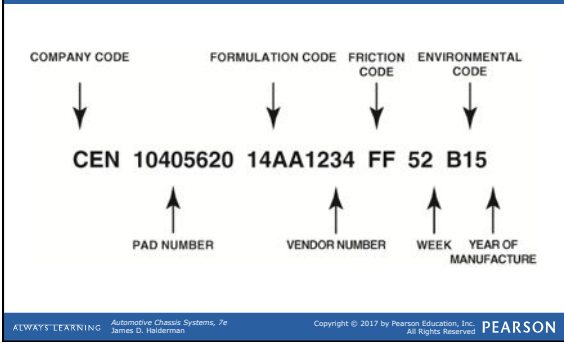 COMPANY CODE FORMULATION CODE FRICTION CODE ENVIRONMENTAL CODE
CEN 10405620 14AA1234 FF 52 B15
PAD NUMBER VENDOR NUMBER WEEK YEAR OF MANUFACTURE
ALWAYS LEARNING
Automotive Chassis Systems, 7e
James D. Halderman
Copyright © 2017 by Pearson Education, Inc.
All Rights Reserved
PEARSON